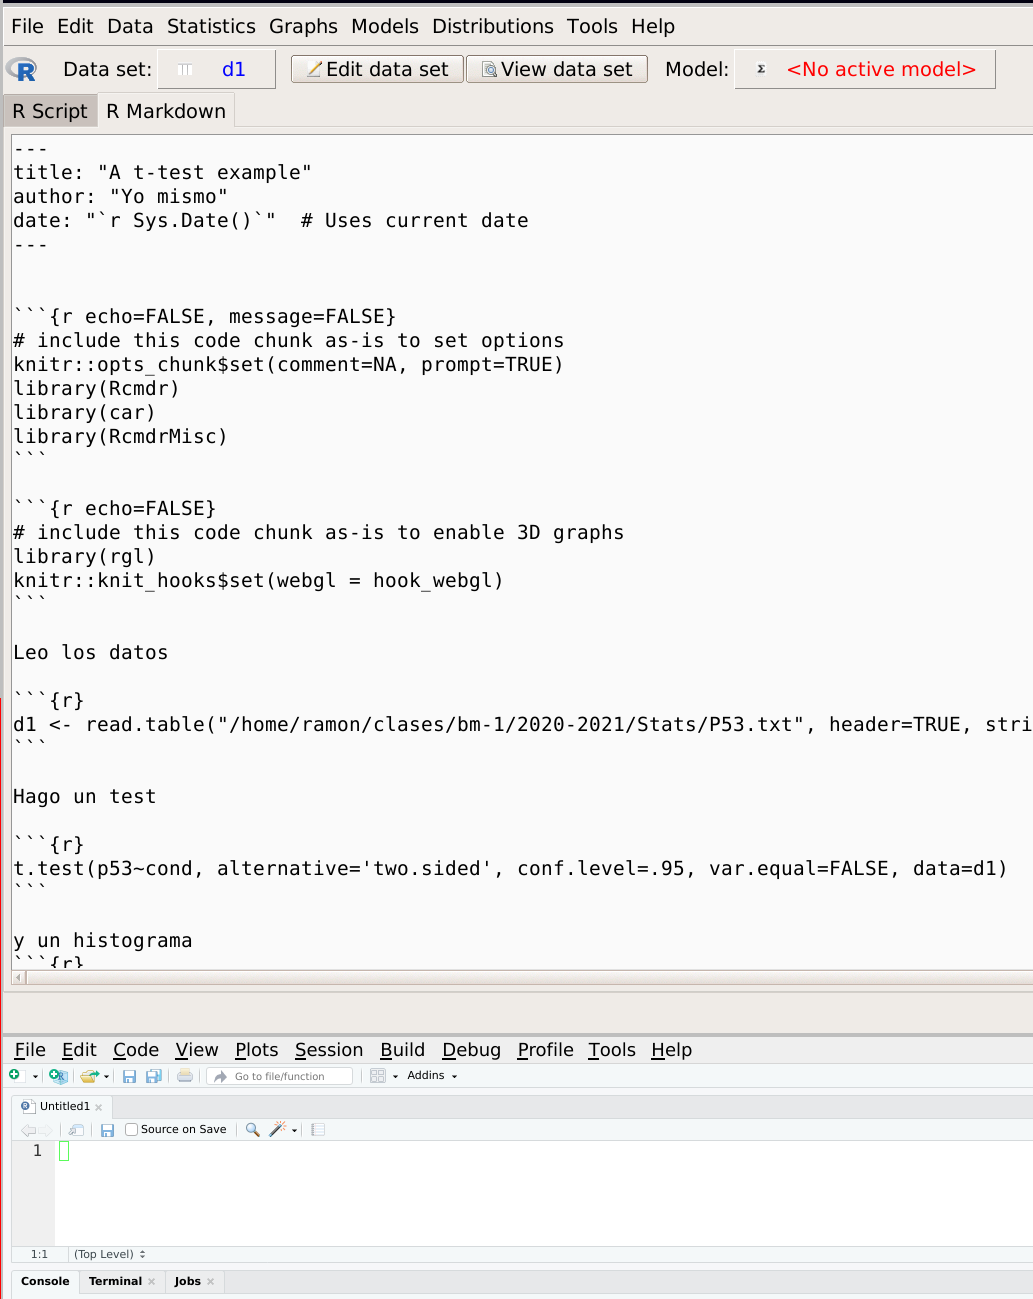 File Edit Data Statistics Graphs Models Distributions Tools Help
R Data set: d1 Edit data set View data set Model: Σ <No active model>
R Script R Markdown
---
title: "A t-test example"
author: "Yo mismo"
date: "`r Sys.Date()`"  # Uses current date
---
```{r echo=FALSE, message=FALSE}
# include this code chunk as-is to set options
knitr::opts_chunk$set(comment=NA, prompt=TRUE)
library(Rcmdr)
library(car)
library(RcmdrMisc)
```
```{r echo=FALSE}
# include this code chunk as-is to enable 3D graphs
library(rgl)
knitr::knit_hooks$set(webgl = hook_webgl)
```
Leo los datos
```{r}
d1 <- read.table("/home/ramon/clases/bm-1/2020-2021/Stats/P53.txt", header=TRUE, stri
```
Hago un test
```{r}
t.test(p53~cond, alternative='two.sided', conf.level=.95, var.equal=FALSE, data=d1)
```
y un histograma
```{r}
File Edit Code View Plots Session Build Debug Profile Tools Help
Go to file/function Addins
Untitled1
Source on Save
1
1:1 (Top Level)
Console Terminal Jobs